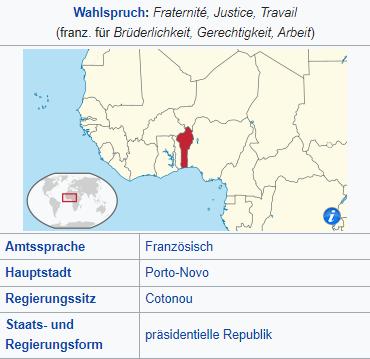 Wahlspruch: Fraternité, Justice, Travail
(franz. für Brüderlichkeit, Gerechtigkeit, Arbeit)
i
Amtssprache Französisch
Hauptstadt Porto-Novo
Regierungssitz Cotonou
Staats- und Regierungsform präsidentielle Republik